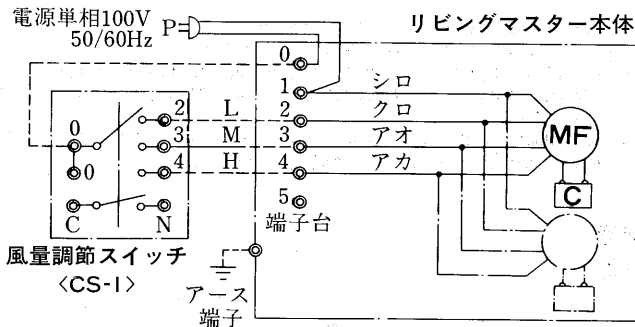 電源単相100V
50/60Hz
P
リビングマスター本体
0
1
2
3
4
5
端子台
シロ
クロ
アオ
アカ
MF
C
L
M
H
2
3
4
0
0
C
N
風量調節スイッチ
〈CS-1〉
アース
端子